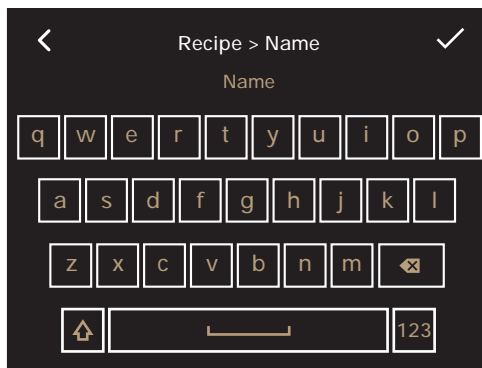 Recipe > Name
Name
q w e r t y u i o p
a s d f g h j k l
z x c v b n m
123